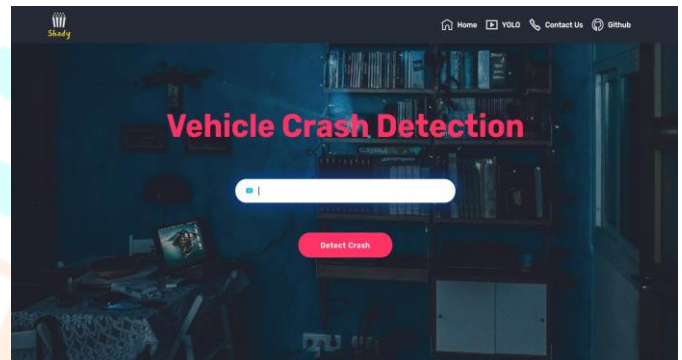 Shady
Home YOLO Contact Us Github
Vehicle Crash Detection
Detect Crash